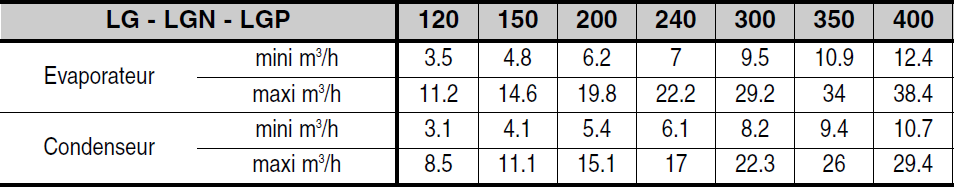 LG - LGN - LGP 120 150 200 240 300 350 400
Evaporateur mini m³/h 3.5 4.8 6.2 7 9.5 10.9 12.4
maxi m³/h 11.2 14.6 19.8 22.2 29.2 34 38.4
Condenseur mini m³/h 3.1 4.1 5.4 6.1 8.2 9.4 10.7
maxi m³/h 8.5 11.1 15.1 17 22.3 26 29.4